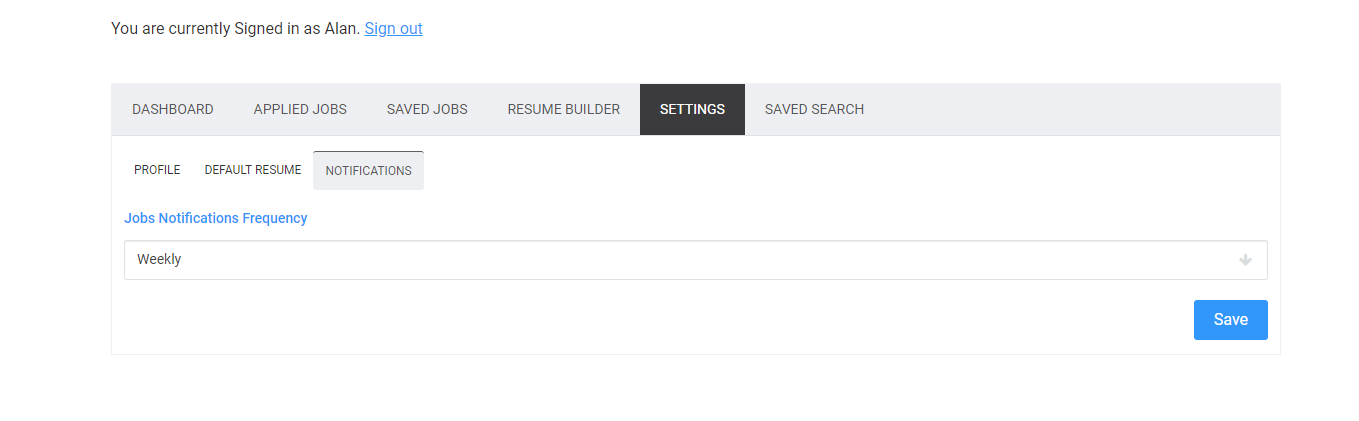 You are currently Signed in as Alan. Sign out
DASHBOARD APPLIED JOBS SAVED JOBS RESUME BUILDER SETTINGS SAVED SEARCH
PROFILE DEFAULT RESUME NOTIFICATIONS
Jobs Notifications Frequency
Weekly
Save